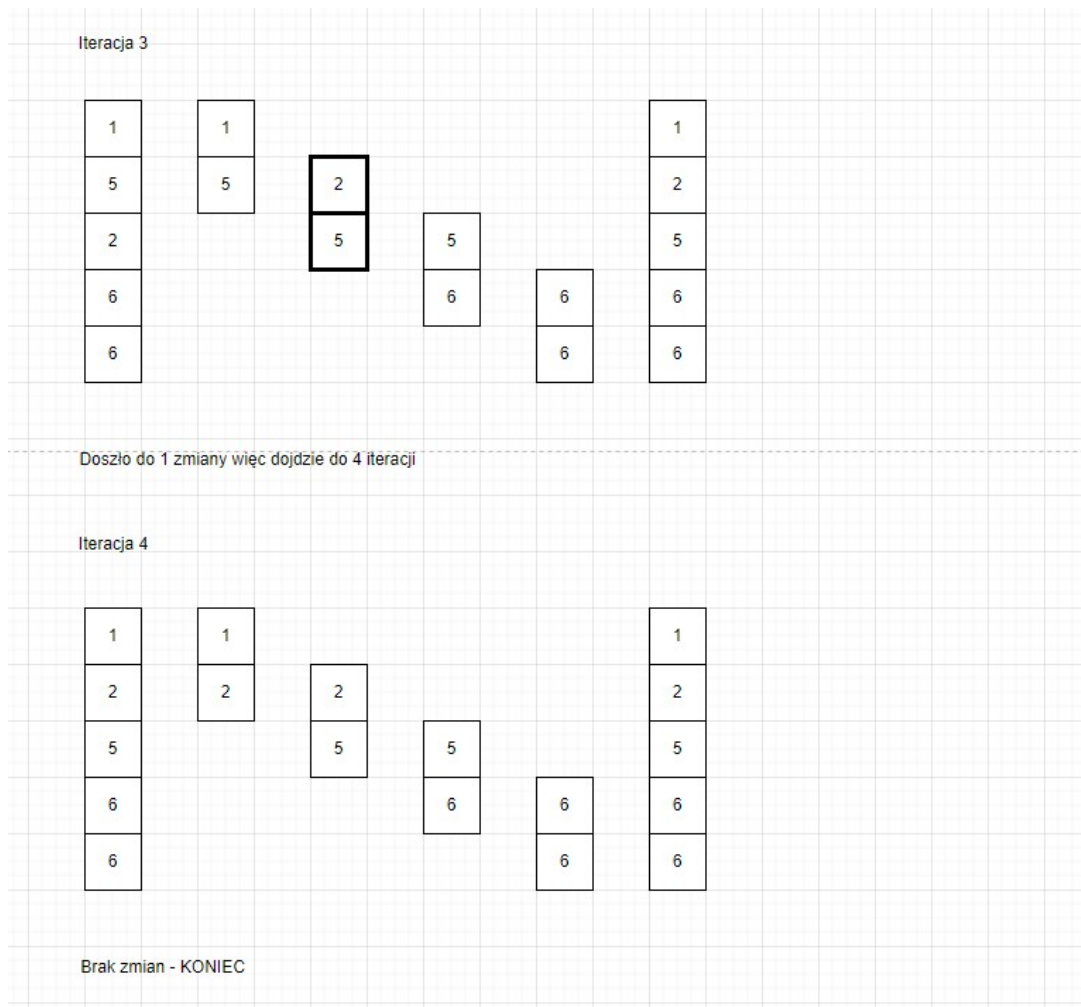 Iteracja 3
1 1 1
5 5 2 2
2 5 5 5
6 6 6 6
6 6 6
Doszło do 1 zmiany więc dojdzie do 4 iteracji
Iteracja 4
1 1 1
2 2 2 2
5 5 5 5
6 6 6 6
6 6 6
Brak zmian - KONIEC